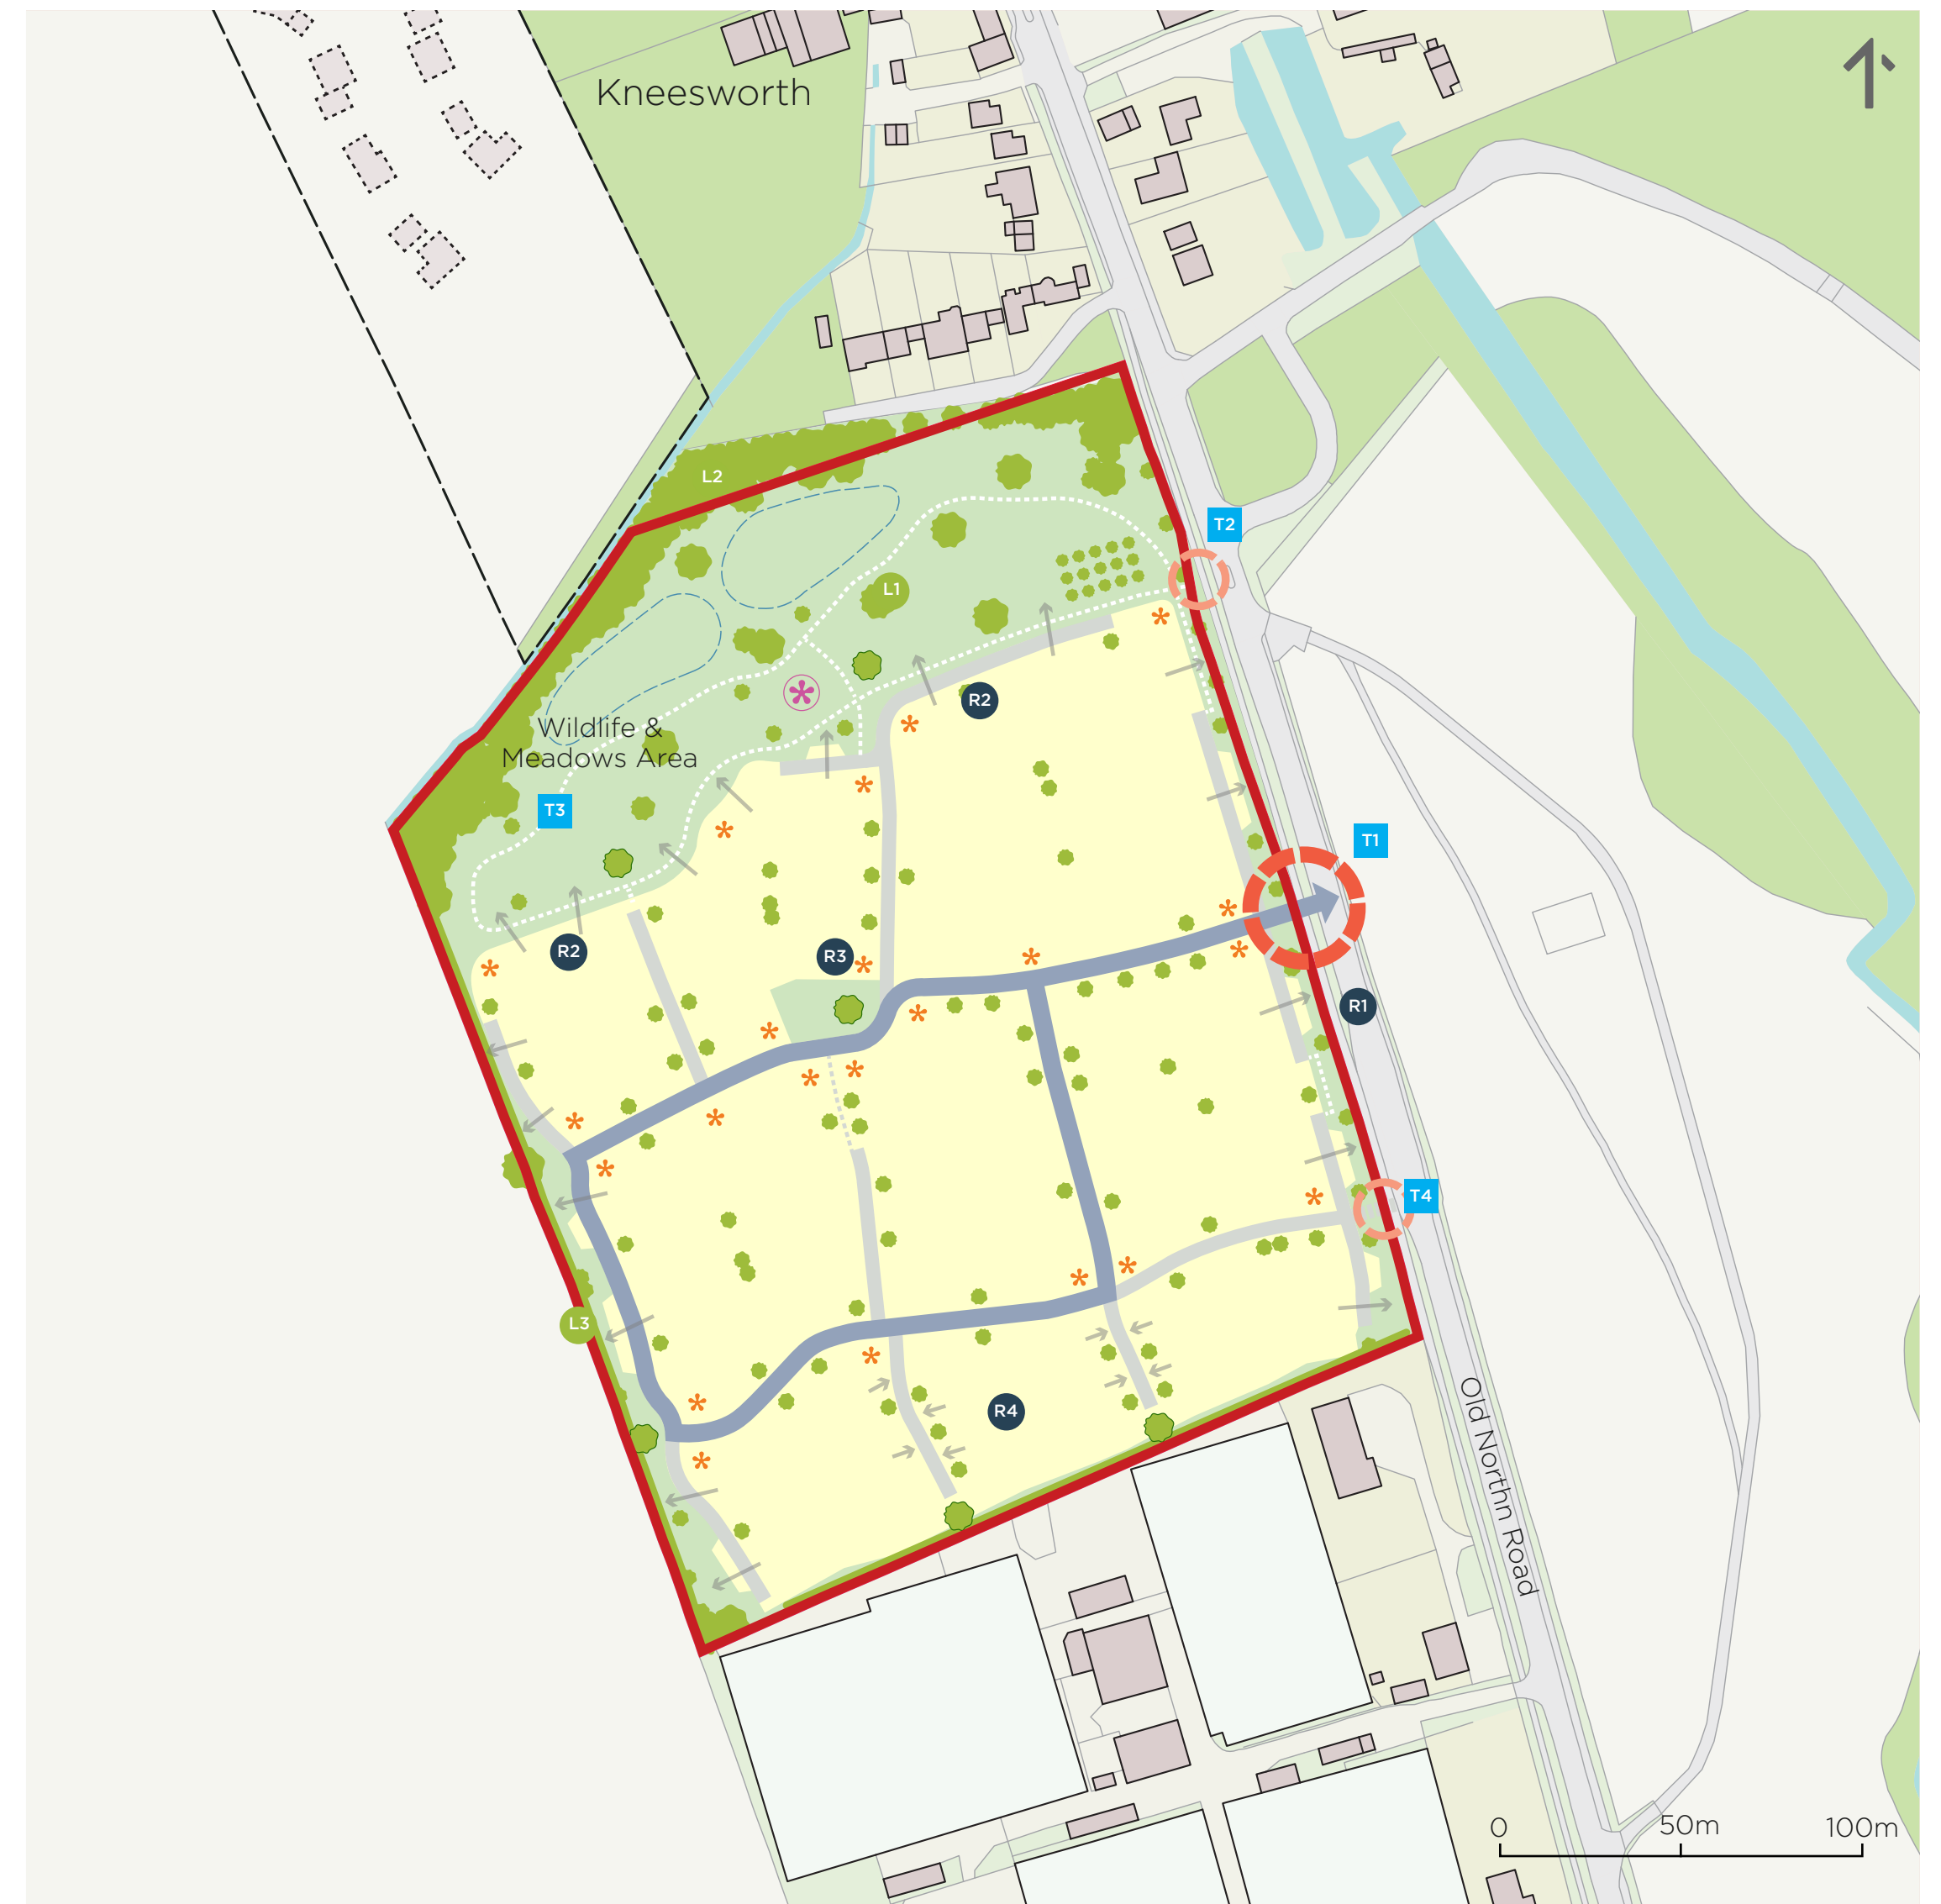 Kneesworth
L2
T2
L1
R2
Wildlife &
Meadows Area
T3
T1
R2
R3
R1
T4
L3
R4
Old Northn Road
0
50m
100m